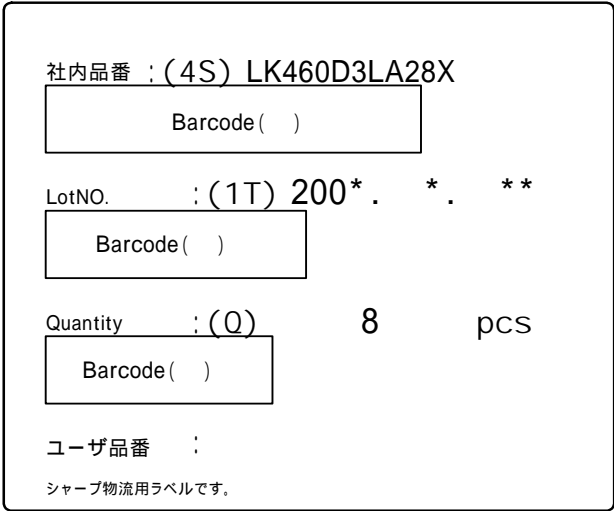 社内品番 : (4S) LK460D3LA28X
Barcode( )
LotNO. : (1T) 200*. *. **
Barcode( )
Quantity : (Q) 8 pcs
Barcode( )
ユーザ品番 :
シャープ物流用ラベルです。